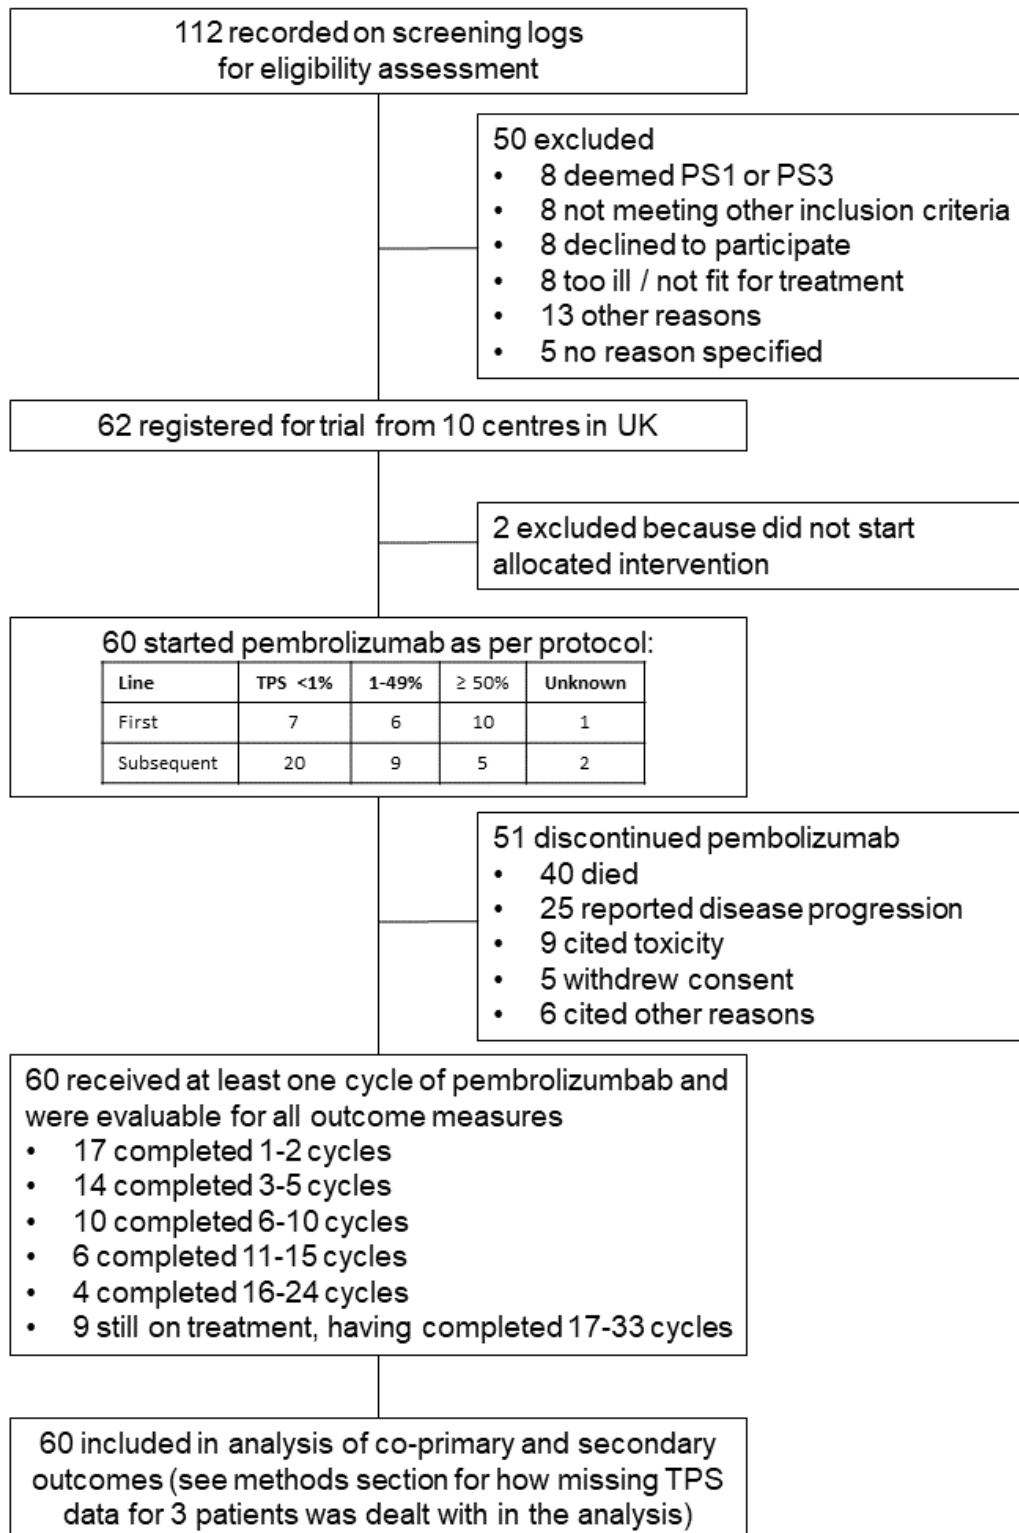 112 recorded on screening logs
for eligibility assessment
50 excluded
• 8 deemed PS1 or PS3
• 8 not meeting other inclusion criteria
• 8 declined to participate
• 8 too ill / not fit for treatment
• 13 other reasons
• 5 no reason specified
62 registered for trial from 10 centres in UK
2 excluded because did not start
allocated intervention
60 started pembrolizumab as per protocol:
Line TPS <1% 1-49% ≥ 50% Unknown
First 7 6 10 1
Subsequent 20 9 5 2
51 discontinued pembolizumab
• 40 died
• 25 reported disease progression
• 9 cited toxicity
• 5 withdrew consent
• 6 cited other reasons
60 received at least one cycle of pembrolizumbab and
were evaluable for all outcome measures
• 17 completed 1-2 cycles
• 14 completed 3-5 cycles
• 10 completed 6-10 cycles
• 6 completed 11-15 cycles
• 4 completed 16-24 cycles
• 9 still on treatment, having completed 17-33 cycles
60 included in analysis of co-primary and secondary
outcomes (see methods section for how missing TPS
data for 3 patients was dealt with in the analysis)